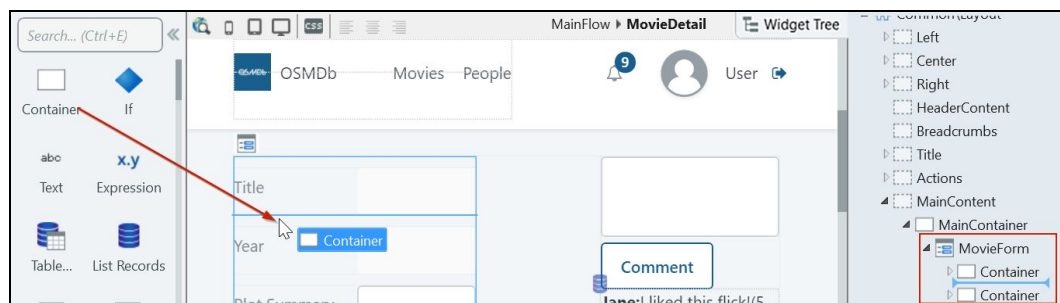 Search... (Ctrl+E)
Container
If
abc
Text
x.y
Expression
Table...
List Records
css
MainFlow
MovieDetail
Widget Tree
OSMDb
OSMDb
Movies
People
9
User
Title
Year
Container
Plot Summary
Comment
Jane:I liked this flick!(5
Common\Layout
Left
Center
Right
HeaderContent
Breadcrumbs
Title
Actions
MainContent
MainContainer
MovieForm
Container
Container